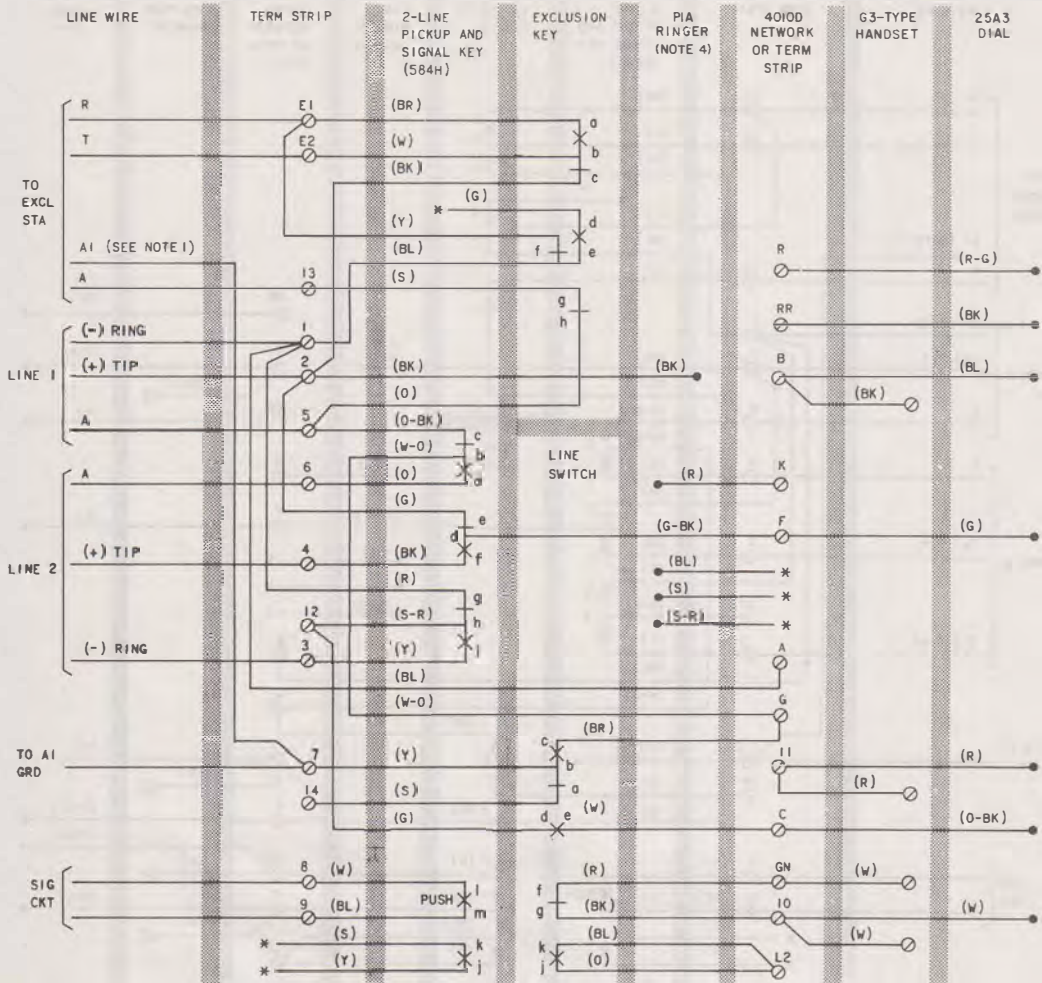 LINE WIRE
TERM STRIP
2-LINE
PICKUP AND
SIGNAL KEY
(584H)
EXCLUSION
KEY
PIA
RINGER
(NOTE 4)
4010D
NETWORK
OR TERM
STRIP
G3-TYPE
HANDSET
25A3
DIAL
R E1 (BR) a
T E2 (W) b
(BK) c
TO
EXCL
STA
* (G) d
(Y) f e
A1 (SEE NOTE 1) (BL) R (R-G)
A 13 (S)
g
h
RR (BK)
(-) RING 1
LINE 1
(+) TIP 2 (BK) (BK) B (BL)
(O) (BK)
A 5 (O-BK) c
(W-O) b
LINE
SWITCH
A 6 (O) a (R) K
(G) e
d (G-BK) F (G)
LINE 2
(+) TIP 4 (BK) f (BL) *
(R) g (S) *
12 (S-R) h (S-R) *
(-) RING 3 (Y) j A
(BL)
(W-O) G
(BR)
c
TO A1
GRD
7 (Y) b 11 (R)
a (R)
14 (S)
(G) d e (W) C (O-BK)
SIG
CKT
8 (W) l f (R) GN (W)
PUSH
9 (BL) m g (BK) 10 (W)
* (S) k k (BL) (W)
* (Y) j j (O) L2